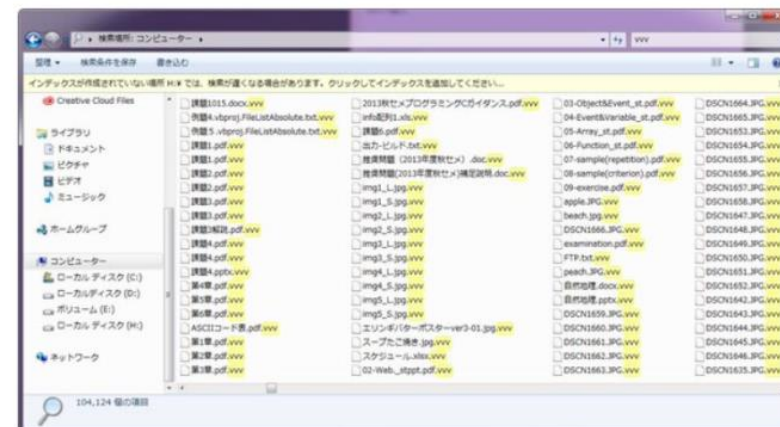 検索場所: コンピューター
vvv
整理
検索条件を保存
書き込む
インデックスが作成されていない場所 H:¥ では、検索が遅くなる場合があります。クリックしてインデックスを追加してください...
Creative Cloud Files
ライブラリ
ドキュメント
ピクチャ
ビデオ
ミュージック
ホームグループ
コンピューター
ローカル ディスク (C:)
ローカルディスク (D:)
ボリューム (E:)
ローカル ディスク (H:)
ネットワーク
課題1015.docx.vvv
例題4.vbproj.FileListAbsolute.txt.vvv
例題５.vbproj.FileListAbsolute.txt.vvv
課題1.pdf.vvv
課題1.pdf.vvv
課題2.pdf.vvv
課題2.pdf.vvv
課題3.pdf.vvv
課題3.pdf.vvv
課題3解説.pdf.vvv
課題4.pdf.vvv
課題4.pdf.vvv
課題4.pptx.vvv
第4章.pdf.vvv
第5章.pdf.vvv
第6章.pdf.vvv
ASCIIコード表.pdf.vvv
第1章.pdf.vvv
第2章.pdf.vvv
第3章.pdf.vvv
2013秋セメプログラミングCガイダンス.pdf.vvv
info配列1.xls.vvv
課題6.pdf.vvv
出力-ビルド.txt.vvv
推奨問題（2013年度秋セメ）.doc.vvv
推奨問題(2013年度秋セメ)補足説明.doc.vvv
img1_L.jpg.vvv
img1_S.jpg.vvv
img2_L.jpg.vvv
img2_S.jpg.vvv
img3_L.jpg.vvv
img3_S.jpg.vvv
img4_L.jpg.vvv
img4_S.jpg.vvv
img5_L.jpg.vvv
img5_S.jpg.vvv
エリンギバターポスターver3-01.jpg.vvv
スープたこ焼き.jpg.vvv
スケジュール.xlsx.vvv
02-Web._stppt.pdf.vvv
03-Object&Event_st.pdf.vvv
04-Event&Variable_st.pdf.vvv
05-Array_st.pdf.vvv
06-Function_st.pdf.vvv
07-sample(repetition).pdf.vvv
08-sample(criterion).pdf.vvv
09-exercise.pdf.vvv
apple.JPG.vvv
beach.jpg.vvv
DSCN1666.JPG.vvv
examination.pdf.vvv
FTP.txt.vvv
peach.JPG.vvv
自然地理.docx.vvv
自然地理.pptx.vvv
DSCN1659.JPG.vvv
DSCN1660.JPG.vvv
DSCN1661.JPG.vvv
DSCN1662.JPG.vvv
DSCN1663.JPG.vvv
DSCN1664.JPG.vvv
DSCN1665.JPG.vvv
DSCN1653.JPG.vvv
DSCN1654.JPG.vvv
DSCN1655.JPG.vvv
DSCN1656.JPG.vvv
DSCN1657.JPG.vvv
DSCN1658.JPG.vvv
DSCN1647.JPG.vvv
DSCN1648.JPG.vvv
DSCN1649.JPG.vvv
DSCN1650.JPG.vvv
DSCN1651.JPG.vvv
DSCN1652.JPG.vvv
DSCN1642.JPG.vvv
DSCN1643.JPG.vvv
DSCN1644.JPG.vvv
DSCN1645.JPG.vvv
DSCN1646.JPG.vvv
DSCN1635.JPG.vvv
104,124 個の項目